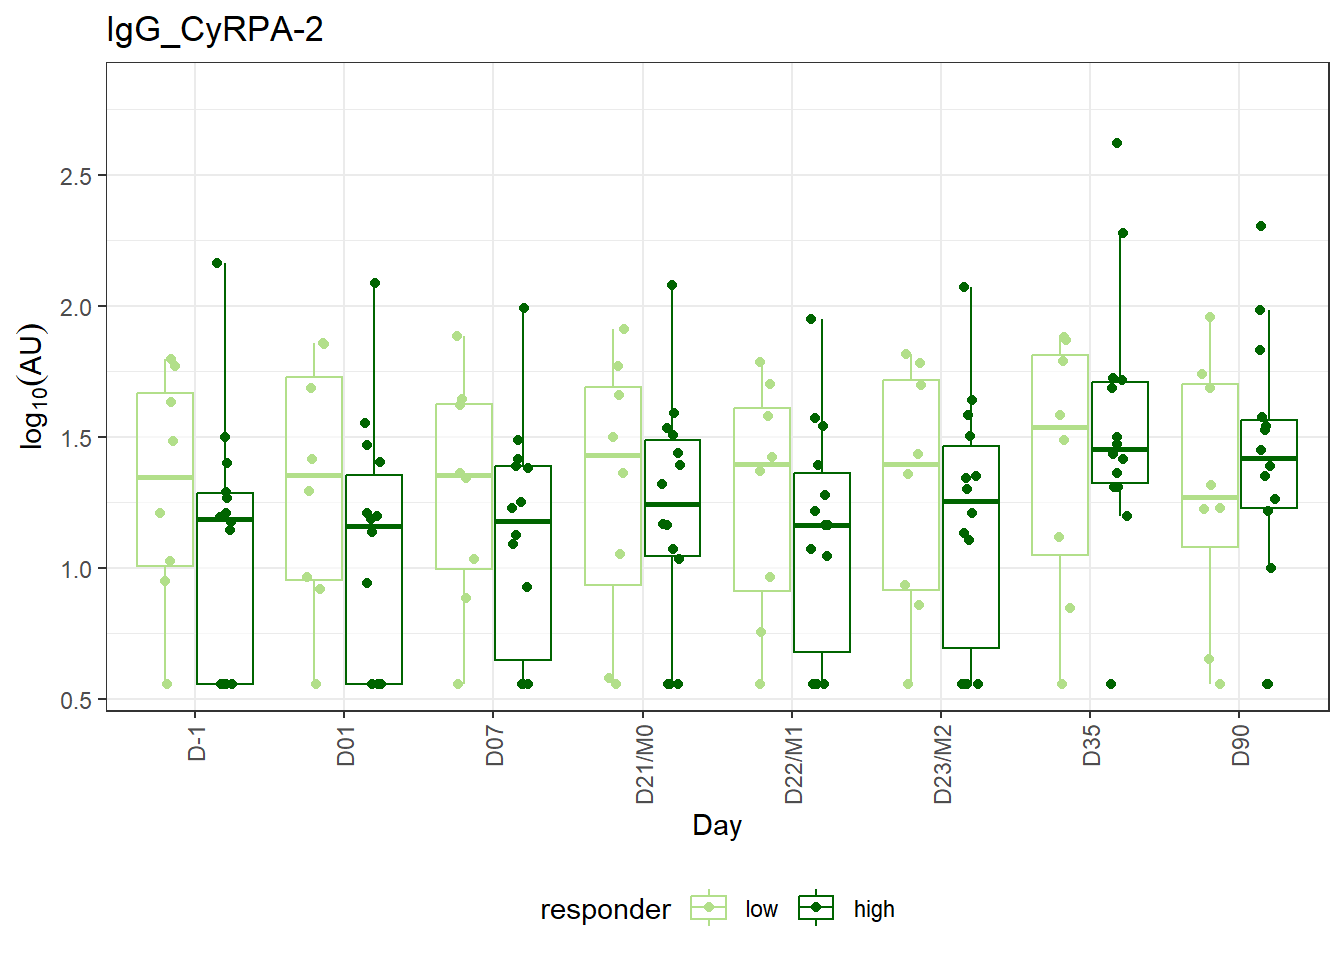 IgG_CyRPA-2
log10(AU)
2.5
2.0
1.5
1.0
0.5
D-1
D01
D07
D21/M0
D22/M1
D23/M2
D35
D90
Day
responder low high